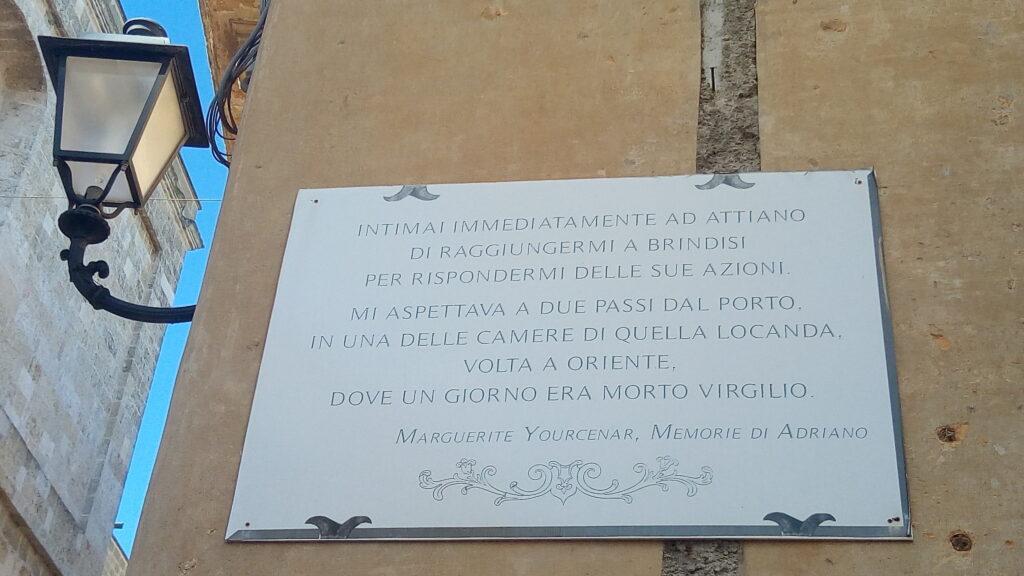 INTIMAI IMMEDIATAMENTE AD ATTIANO
DI RAGGIUNGERMI A BRINDISI
PER RISPONDERMI DELLE SUE AZIONI.
MI ASPETTAVA A DUE PASSI DAL PORTO,
IN UNA DELLE CAMERE DI QUELLA LOCANDA,
VOLTA A ORIENTE,
DOVE UN GIORNO ERA MORTO VIRGILIO.
MARGUERITE YOURCENAR, MEMORIE DI ADRIANO